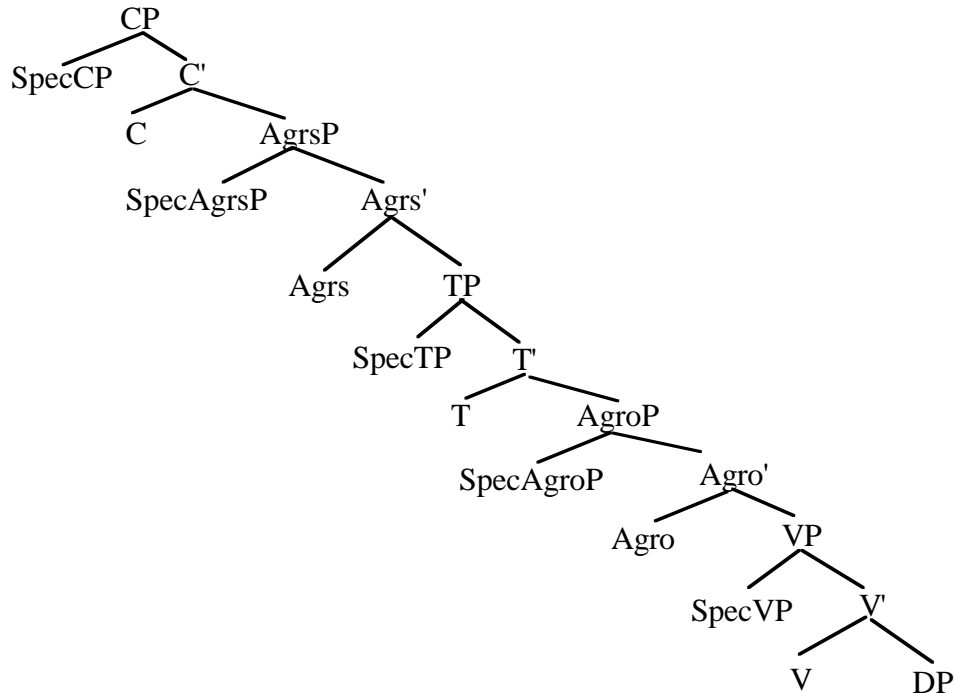 CP
SpecCP C'
C AgrsP
SpecAgrsP Agrs'
Agrs TP
SpecTP T'
T AgroP
SpecAgroP Agro'
Agro VP
SpecVP V'
V DP